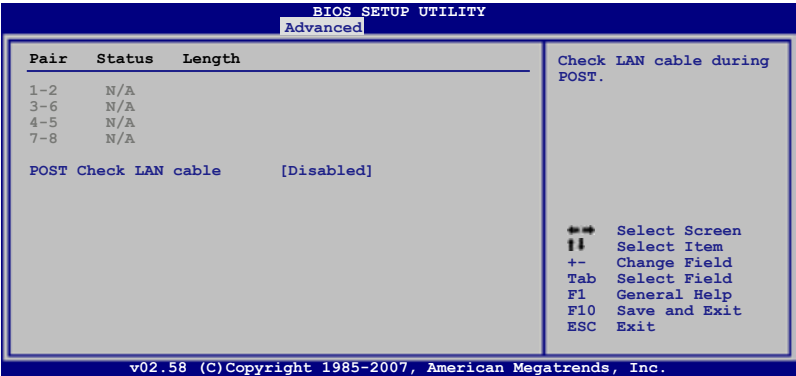 BIOS SETUP UTILITY
Advanced
Pair Status Length
1-2 N/A
3-6 N/A
4-5 N/A
7-8 N/A
POST Check LAN cable [Disabled]
Check LAN cable during
POST.
←→ Select Screen
↑↓ Select Item
+- Change Field
Tab Select Field
F1 General Help
F10 Save and Exit
ESC Exit
v02.58 (C)Copyright 1985-2007, American Megatrends, Inc.